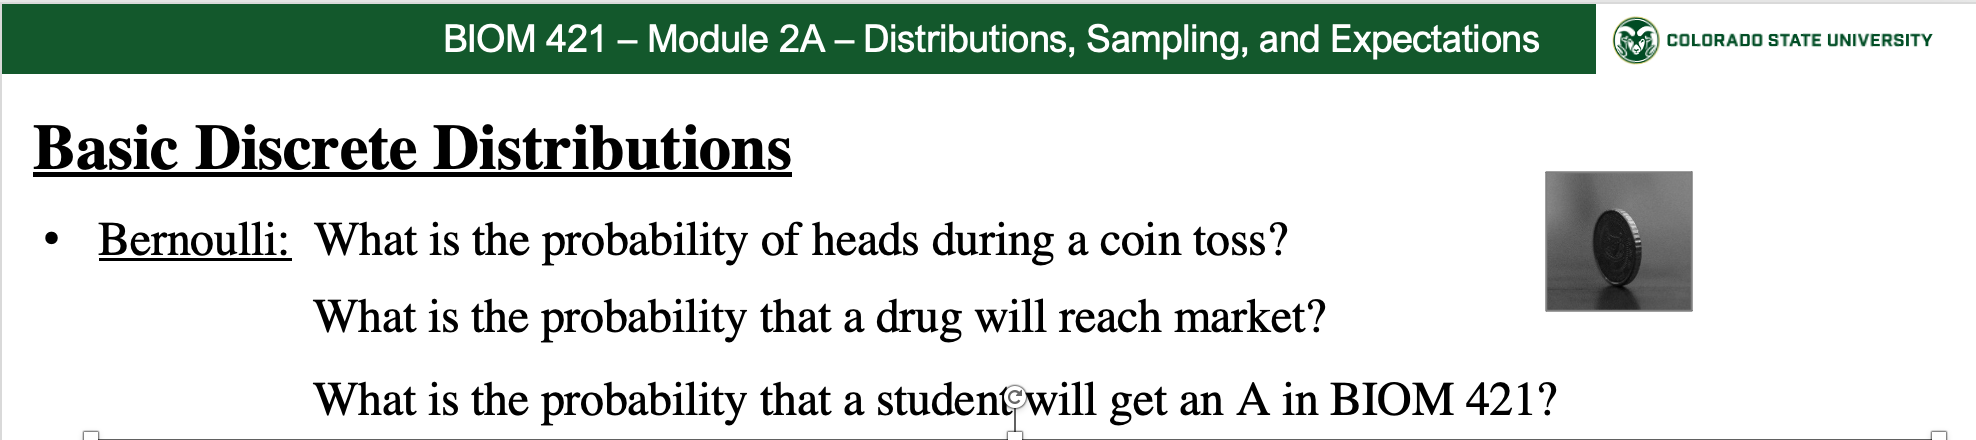 BIOM 421 – Module 2A – Distributions, Sampling, and Expectations
COLORADO STATE UNIVERSITY
Basic Discrete Distributions
• Bernoulli: What is the probability of heads during a coin toss?
What is the probability that a drug will reach market?
What is the probability that a student will get an A in BIOM 421?